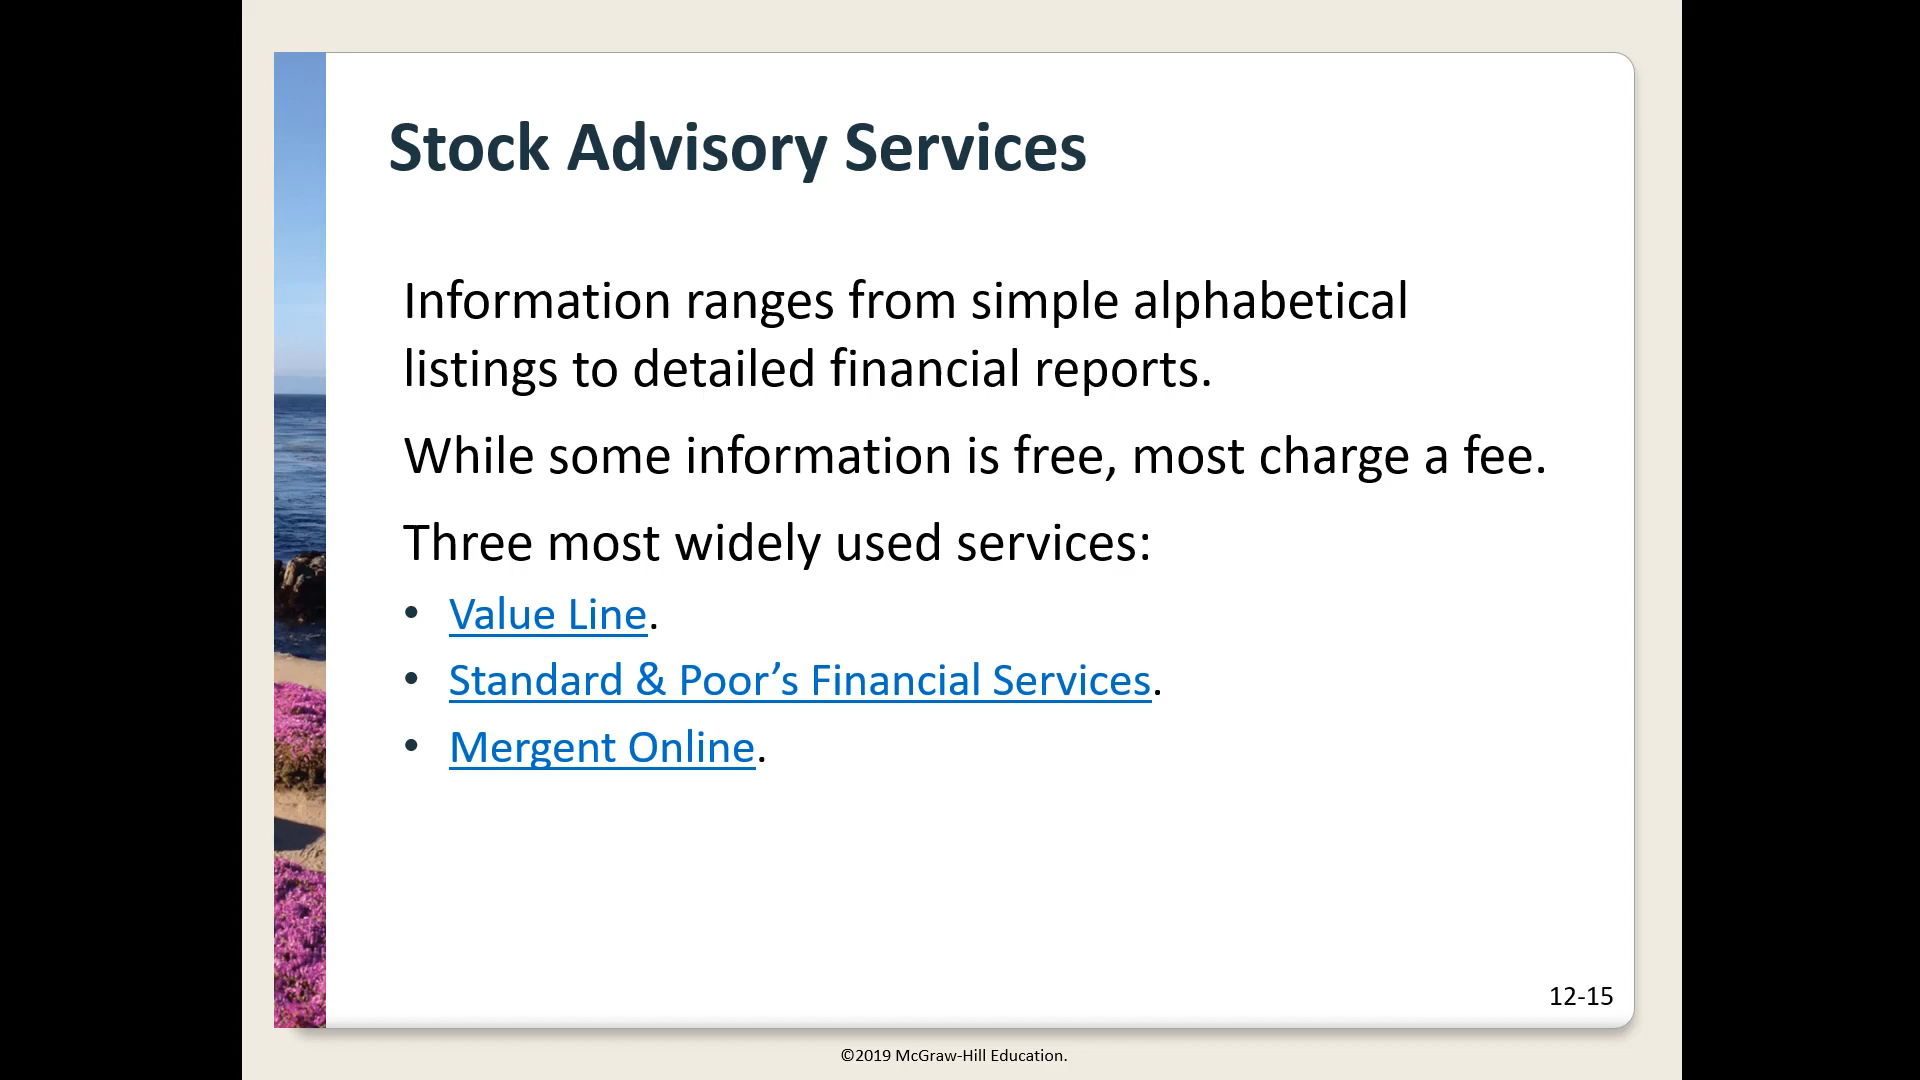 Stock Advisory Services
Information ranges from simple alphabetical
listings to detailed financial reports.
While some information is free, most charge a fee.
Three most widely used services:
• Value Line.
• Standard & Poor’s Financial Services.
• Mergent Online.
12-15
©2019 McGraw-Hill Education.